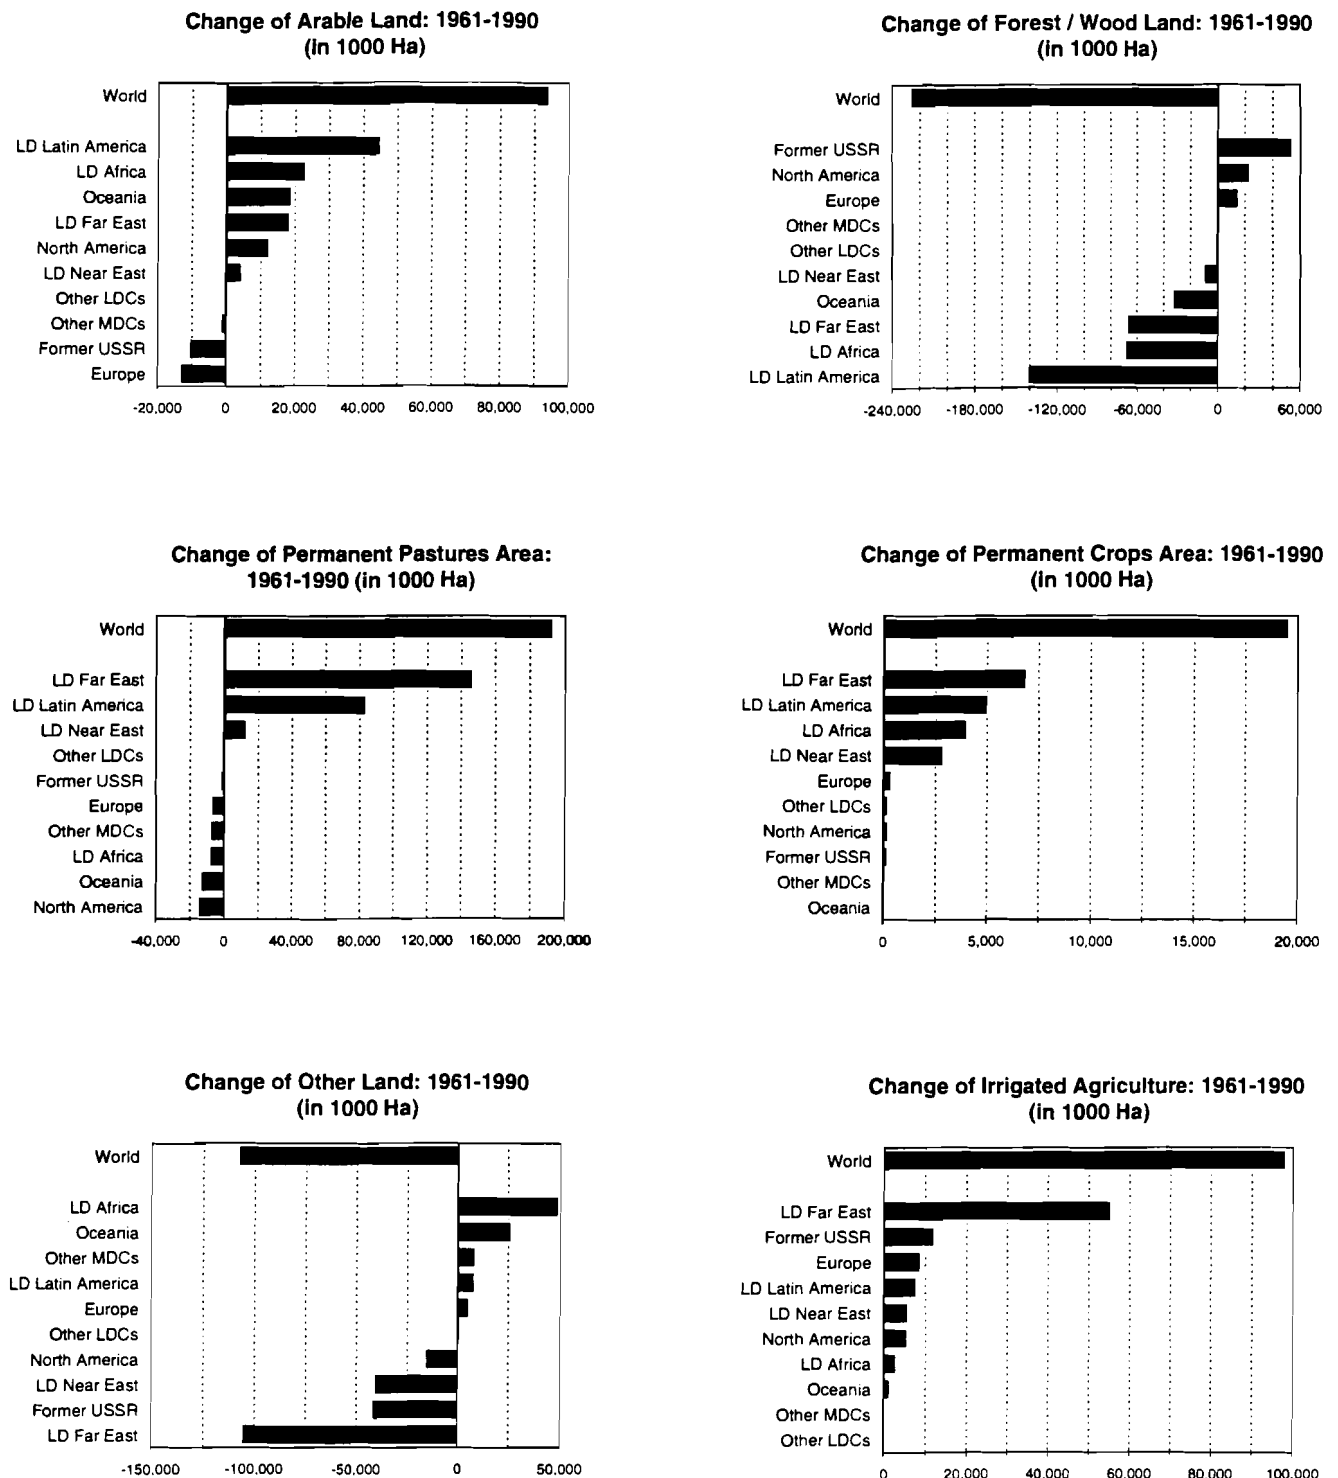 Change of Arable Land: 1961-1990
(in 1000 Ha)
World
LD Latin America
LD Africa
Oceania
LD Far East
North America
LD Near East
Other LDCs
Other MDCs
Former USSR
Europe
-20,000 0 20,000 40,000 60,000 80,000 100,000
Change of Forest / Wood Land: 1961-1990
(in 1000 Ha)
World
Former USSR
North America
Europe
Other MDCs
Other LDCs
LD Near East
Oceania
LD Far East
LD Africa
LD Latin America
-240,000 -180,000 -120,000 -60,000 0 60,000
Change of Permanent Pastures Area:
1961-1990 (in 1000 Ha)
World
LD Far East
LD Latin America
LD Near East
Other LDCs
Former USSR
Europe
Other MDCs
LD Africa
Oceania
North America
-40,000 0 40,000 80,000 120,000 160,000 200,000
Change of Permanent Crops Area: 1961-1990
(in 1000 Ha)
World
LD Far East
LD Latin America
LD Africa
LD Near East
Europe
Other LDCs
North America
Former USSR
Other MDCs
Oceania
0 5,000 10,000 15,000 20,000
Change of Other Land: 1961-1990
(in 1000 Ha)
World
LD Africa
Oceania
Other MDCs
LD Latin America
Europe
Other LDCs
North America
LD Near East
Former USSR
LD Far East
-150,000 -100,000 -50,000 0 50,000
Change of Irrigated Agriculture: 1961-1990
(in 1000 Ha)
World
LD Far East
Former USSR
Europe
LD Latin America
LD Near East
North America
LD Africa
Oceania
Other MDCs
Other LDCs
0 20,000 40,000 60,000 80,000 100,000